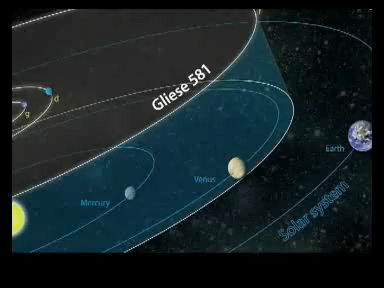 Gliese 581
d
g
Earth
Venus
Mercury
Solar system